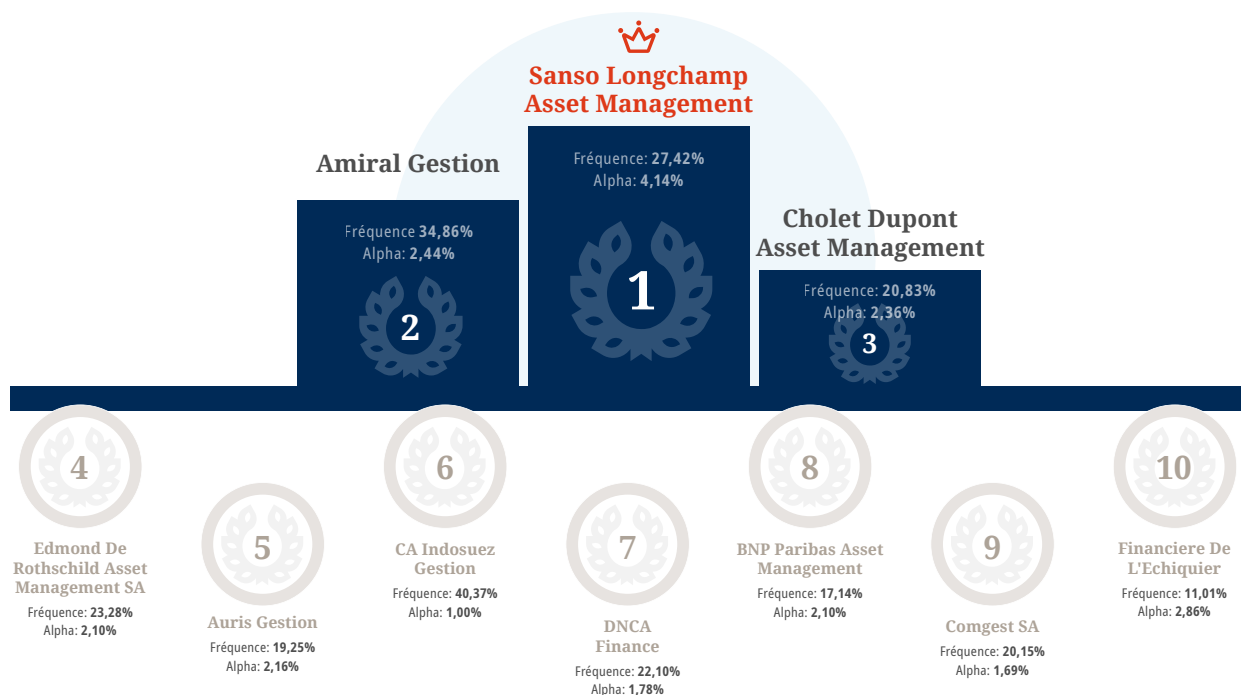 Sanso Longchamp
Asset Management
Fréquence: 27,42%
Alpha: 4,14%
1
Amiral Gestion
Fréquence 34,86%
Alpha: 2,44%
2
Cholet Dupont
Asset Management
Fréquence: 20,83%
Alpha: 2,36%
3
4
Edmond De
Rothschild Asset
Management SA
Fréquence: 23,28%
Alpha: 2,10%
5
Auris Gestion
Fréquence: 19,25%
Alpha: 2,16%
6
CA Indosuez
Gestion
Fréquence: 40,37%
Alpha: 1,00%
7
DNCA
Finance
Fréquence: 22,10%
Alpha: 1,78%
8
BNP Paribas Asset
Management
Fréquence: 17,14%
Alpha: 2,10%
9
Comgest SA
Fréquence: 20,15%
Alpha: 1,69%
10
Financiere De
L'Echiquier
Fréquence: 11,01%
Alpha: 2,86%